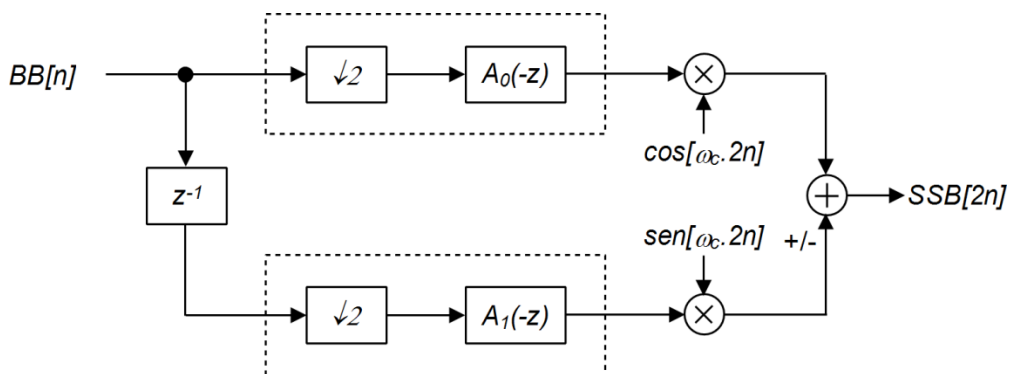 BB[n]
↓2
A0(-z)
cos[ωc.2n]
z-1
SSB[2n]
sen[ωc.2n]
+/-
↓2
A1(-z)